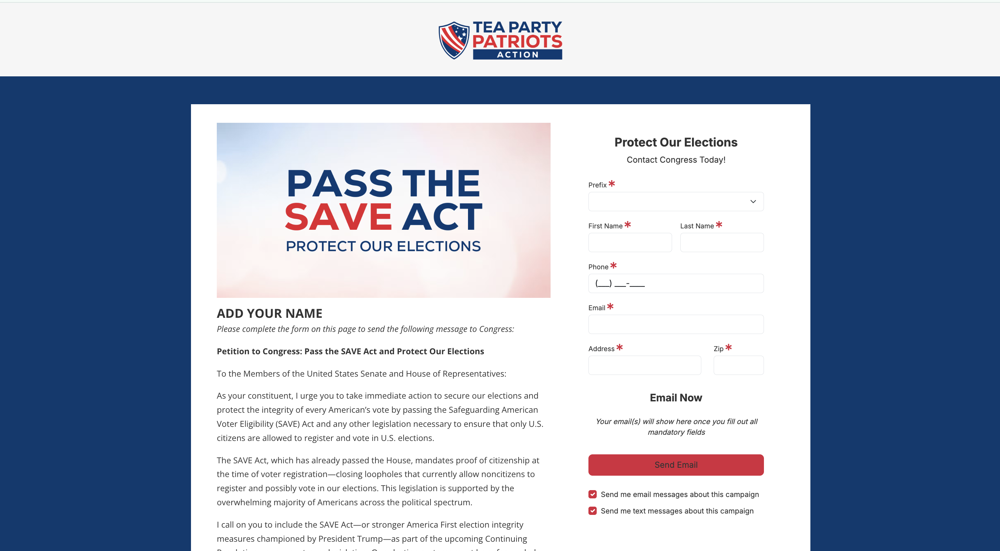 TEA PARTY
PATRIOTS
ACTION
PASS THE
SAVE ACT
PROTECT OUR ELECTIONS
ADD YOUR NAME
Please complete the form on this page to send the following message to Congress:
Petition to Congress: Pass the SAVE Act and Protect Our Elections
To the Members of the United States Senate and House of Representatives:
As your constituent, I urge you to take immediate action to secure our elections and
protect the integrity of every American’s vote by passing the Safeguarding American
Voter Eligibility (SAVE) Act and any other legislation necessary to ensure that only U.S.
citizens are allowed to register and vote in U.S. elections.
The SAVE Act, which has already passed the House, mandates proof of citizenship at
the time of voter registration—closing loopholes that currently allow noncitizens to
register and possibly vote in our elections. This legislation is supported by the
overwhelming majority of Americans across the political spectrum.
I call on you to include the SAVE Act—or stronger America First election integrity
measures championed by President Trump—as part of the upcoming Continuing
Protect Our Elections
Contact Congress Today!
Prefix *
First Name * Last Name *
Phone *
(___) ___-____
Email *
Address * Zip *
Email Now
Your email(s) will show here once you fill out all
mandatory fields
Send Email
Send me email messages about this campaign
Send me text messages about this campaign